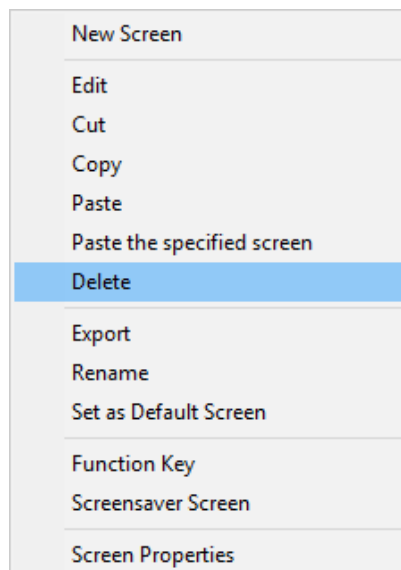 New Screen
Edit
Cut
Copy
Paste
Paste the specified screen
Delete
Export
Rename
Set as Default Screen
Function Key
Screensaver Screen
Screen Properties